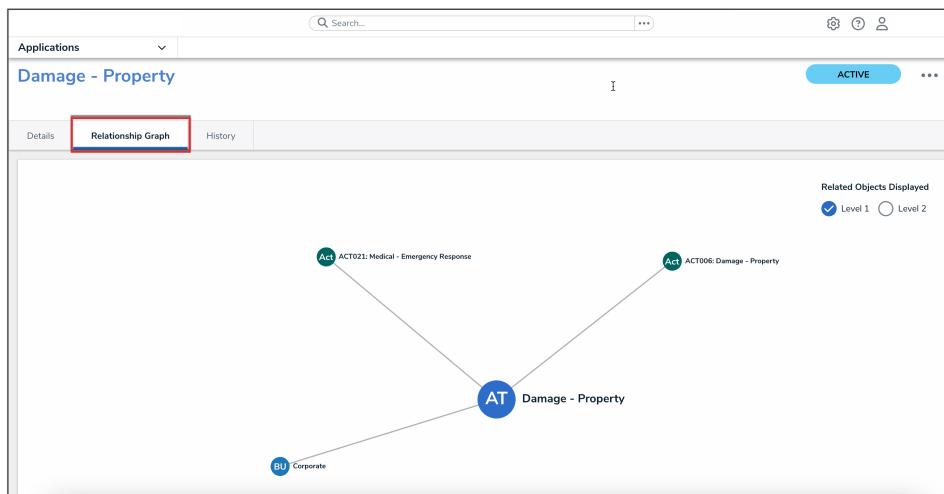 Search...
Applications
Damage - Property
ACTIVE
Details
Relationship Graph
History
Related Objects Displayed
Level 1
Level 2
Act
ACT021: Medical - Emergency Response
Act
ACT006: Damage - Property
AT
Damage - Property
BU
Corporate